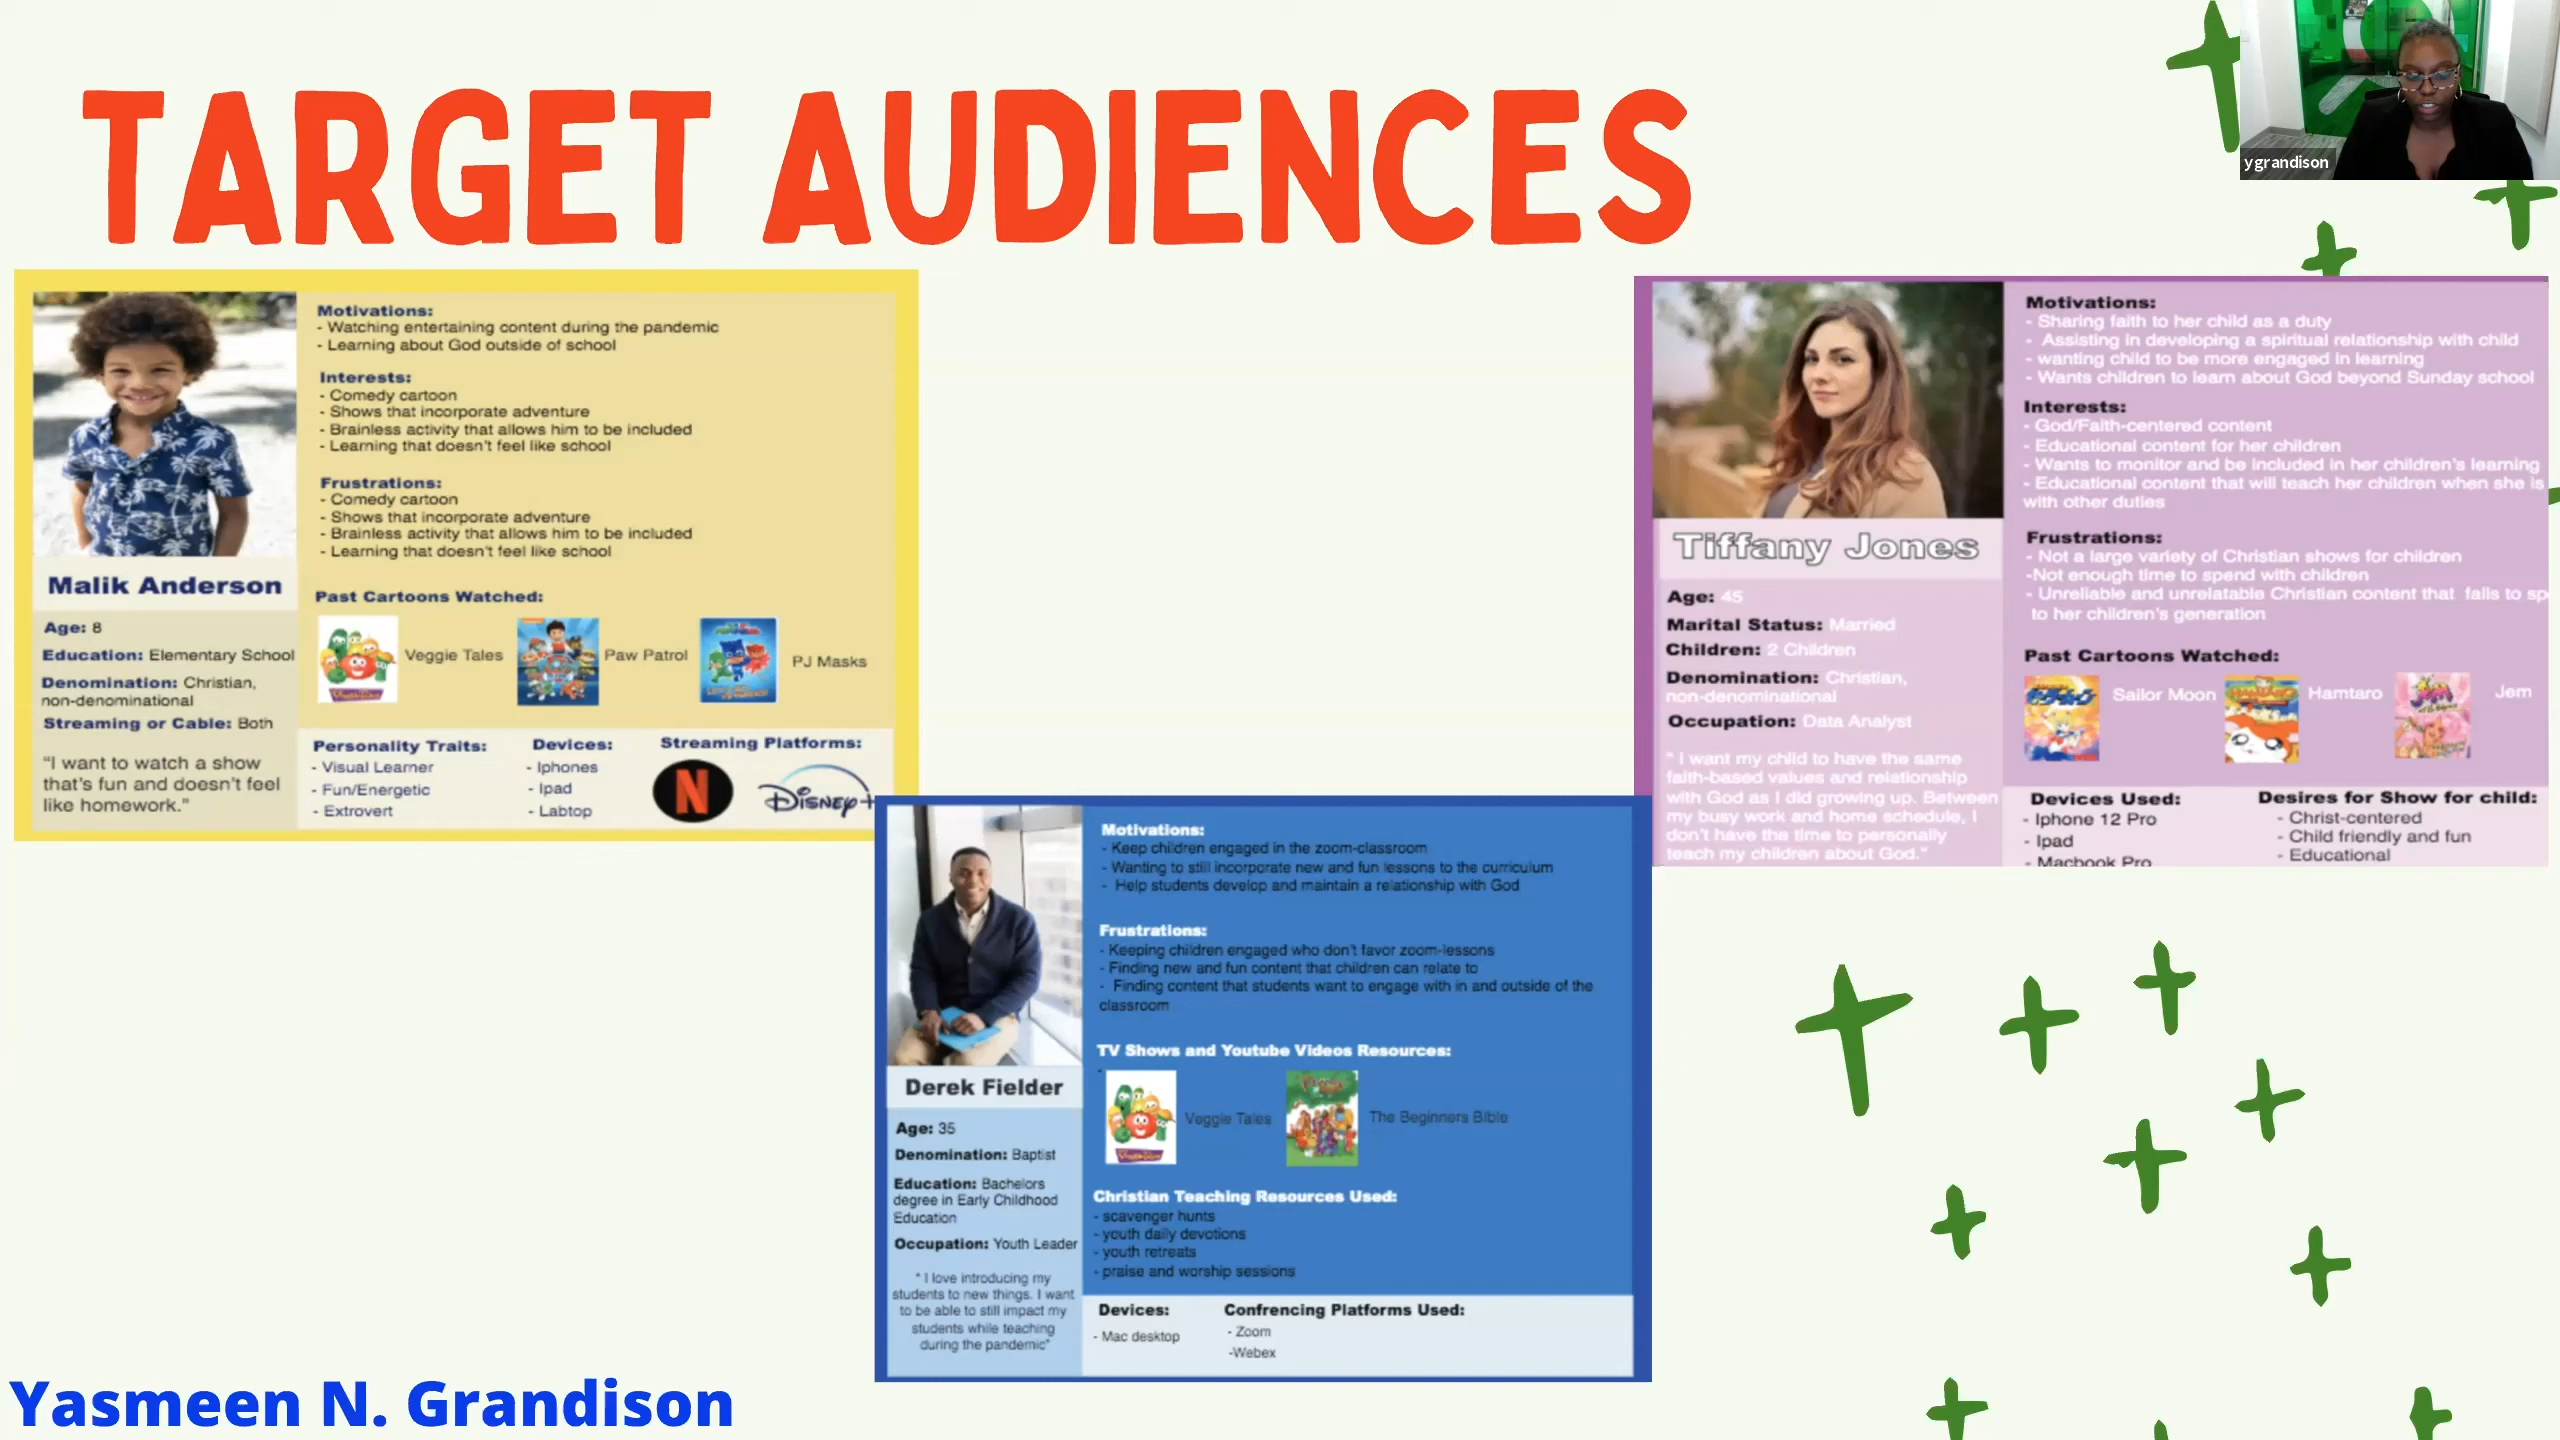 TARGET AUDIENCES
ygrandison
Motivations:
- Watching entertaining content during the pandemic
- Learning about God outside of school
Interests:
- Comedy cartoon
- Shows that incorporate adventure
- Brainless activity that allows him to be included
- Learning that doesn't feel like school
Frustrations:
- Comedy cartoon
- Shows that incorporate adventure
- Brainless activity that allows him to be included
- Learning that doesn't feel like school
Malik Anderson
Age: 8
Education: Elementary School
Denomination: Christian,
non-denominational
Streaming or Cable: Both
"I want to watch a show
that's fun and doesn't feel
like homework."
Past Cartoons Watched:
Veggie Tales
Paw Patrol
PJ Masks
Personality Traits:
- Visual Learner
- Fun/Energetic
- Extrovert
Devices:
- Iphones
- Ipad
- Labtop
Streaming Platforms:
N
Disney+
Motivations:
- Sharing faith to her child as a duty
- Assisting in developing a spiritual relationship with child
- wanting child to be more engaged in learning
- Wants children to learn about God beyond Sunday school
Interests:
- God/Faith-centered content
- Educational content for her children
- Wants to monitor and be included in her children's learning
- Educational content that will teach her children when she is
with other duties
Frustrations:
- Not a large variety of Christian shows for children
-Not enough time to spend with children
- Unreliable and unrelatable Christian content that fails to sp
to her children's generation
Tiffany Jones
Age: 45
Marital Status: Married
Children: 2 Children
Denomination: Christian,
non-denominational
Occupation: Data Analyst
" I want my child to have the same
faith-based values and relationship
with God as I did growing up. Between
my busy work and home schedule, I
don't have the time to personally
teach my children about God."
Past Cartoons Watched:
Sailor Moon
Hamtaro
Jem
Devices Used:
- Iphone 12 Pro
- Ipad
- Macbook Pro
Desires for Show for child:
- Christ-centered
- Child friendly and fun
- Educational
Motivations:
- Keep children engaged in the zoom-classroom
- Wanting to still incorporate new and fun lessons to the curriculum
- Help students develop and maintain a relationship with God
Frustrations:
- Keeping children engaged who don't favor zoom-lessons
- Finding new and fun content that children can relate to
- Finding content that students want to engage with in and outside of the
classroom
TV Shows and Youtube Videos Resources:
Veggie Tales
The Beginners Bible
Christian Teaching Resources Used:
- scavenger hunts
- youth daily devotions
- youth retreats
- praise and worship sessions
Derek Fielder
Age: 35
Denomination: Baptist
Education: Bachelors
degree in Early Childhood
Education
Occupation: Youth Leader
" I love introducing my
students to new things. I want
to be able to still impact my
students while teaching
during the pandemic"
Devices:
- Mac desktop
Confrencing Platforms Used:
- Zoom
-Webex
Yasmeen N. Grandison